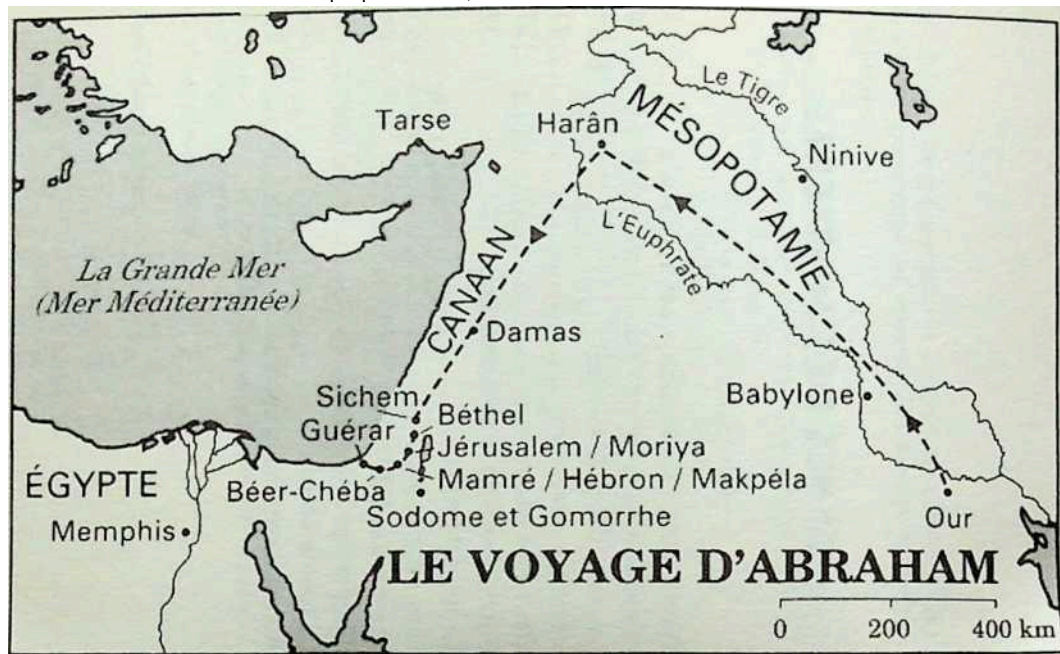 Le Tigre
MÉSOPOTAMIE
Tarse
Harân
Ninive
L'Euphrate
La Grande Mer
(Mer Méditerranée)
CANAAN
Damas
Sichem
Babylone
Béthel
Guérar
Jérusalem / Moriya
ÉGYPTE
Béer-Chéba
Mamré / Hébron / Makpéla
Sodome et Gomorrhe
Our
Memphis
LE VOYAGE D'ABRAHAM
0 200 400 km